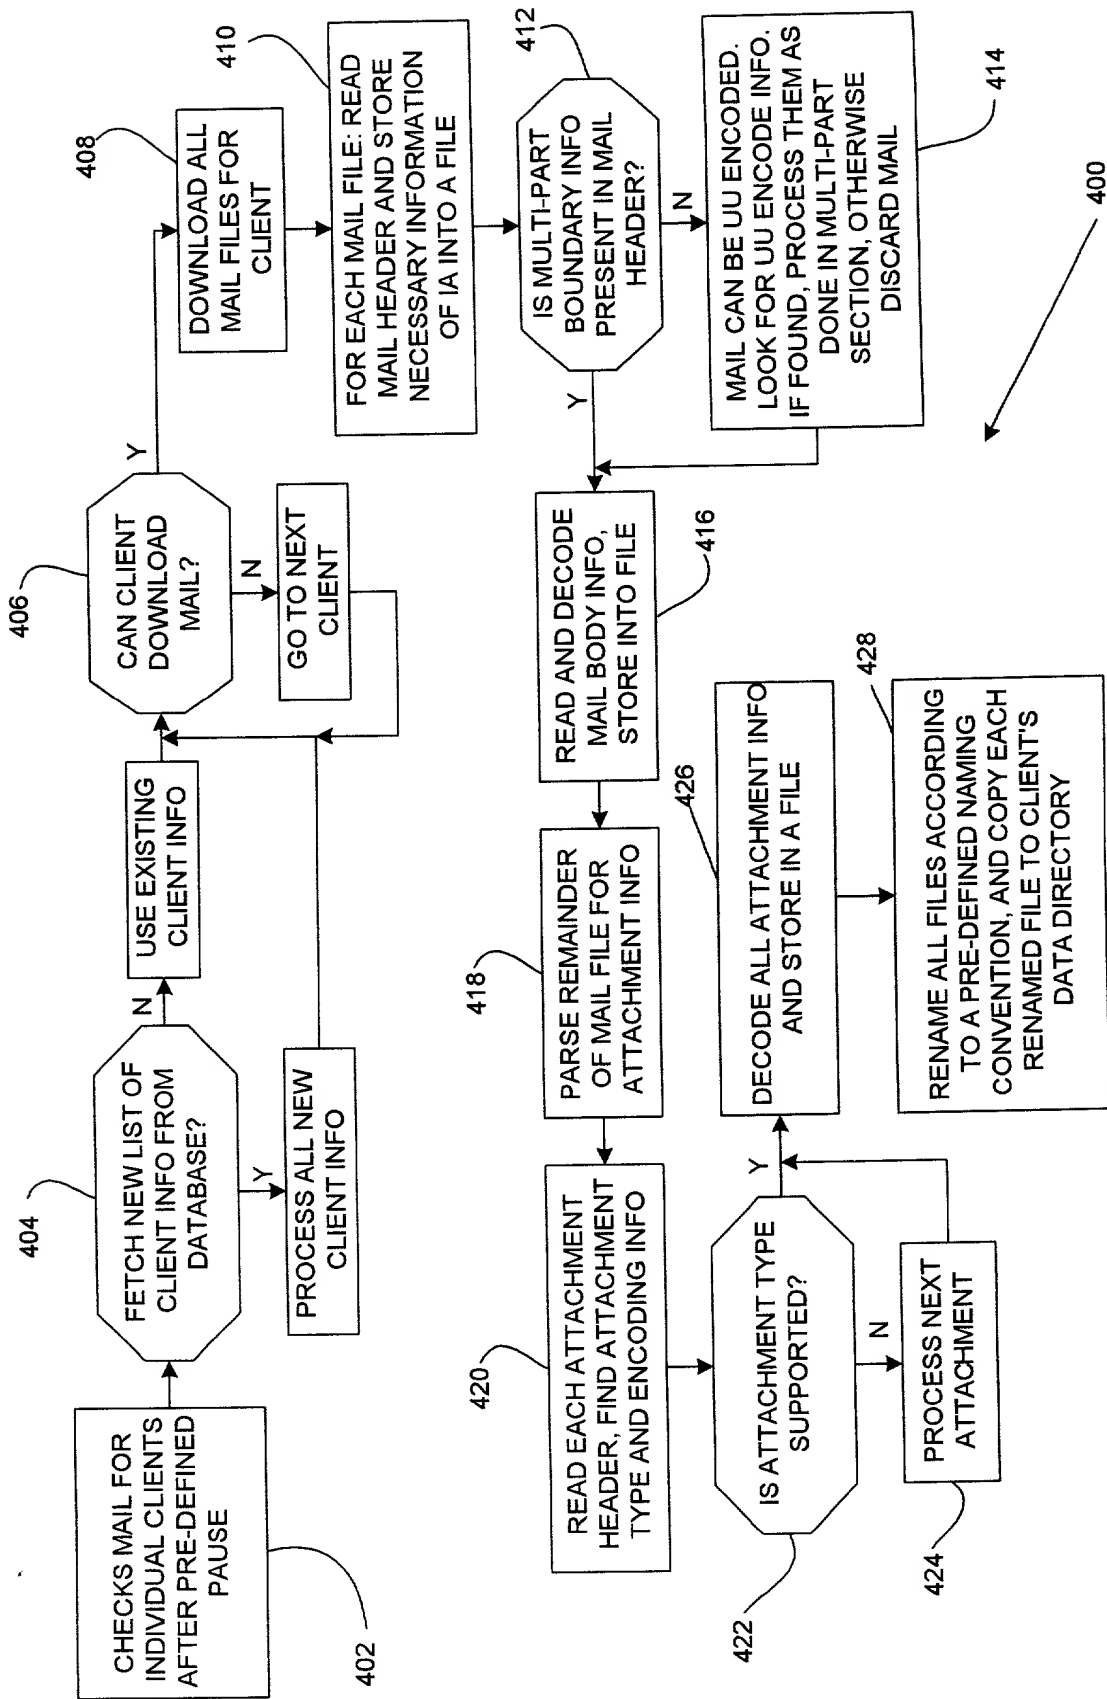 CHECKS MAIL FOR
INDIVIDUAL CLIENTS
AFTER PRE-DEFINED
PAUSE
402
404
FETCH NEW LIST OF
CLIENT INFO FROM
DATABASE?
N
Y
USE EXISTING
CLIENT INFO
PROCESS ALL NEW
CLIENT INFO
406
CAN CLIENT
DOWNLOAD
MAIL?
Y
N
GO TO NEXT
CLIENT
408
DOWNLOAD ALL
MAIL FILES FOR
CLIENT
410
FOR EACH MAIL FILE: READ
MAIL HEADER AND STORE
NECESSARY INFORMATION
OF IA INTO A FILE
412
IS MULTI-PART
BOUNDARY INFO
PRESENT IN MAIL
HEADER?
Y
N
MAIL CAN BE UU ENCODED.
LOOK FOR UU ENCODE INFO.
IF FOUND, PROCESS THEM AS
DONE IN MULTI-PART
SECTION, OTHERWISE
DISCARD MAIL
414
READ AND DECODE
MAIL BODY INFO,
STORE INTO FILE
416
418
PARSE REMAINDER
OF MAIL FILE FOR
ATTACHMENT INFO
420
READ EACH ATTACHMENT
HEADER, FIND ATTACHMENT
TYPE AND ENCODING INFO
IS ATTACHMENT TYPE
SUPPORTED?
422
Y
N
PROCESS NEXT
ATTACHMENT
424
426
DECODE ALL ATTACHMENT INFO
AND STORE IN A FILE
428
RENAME ALL FILES ACCORDING
TO A PRE-DEFINED NAMING
CONVENTION, AND COPY EACH
RENAMED FILE TO CLIENT'S
DATA DIRECTORY
400